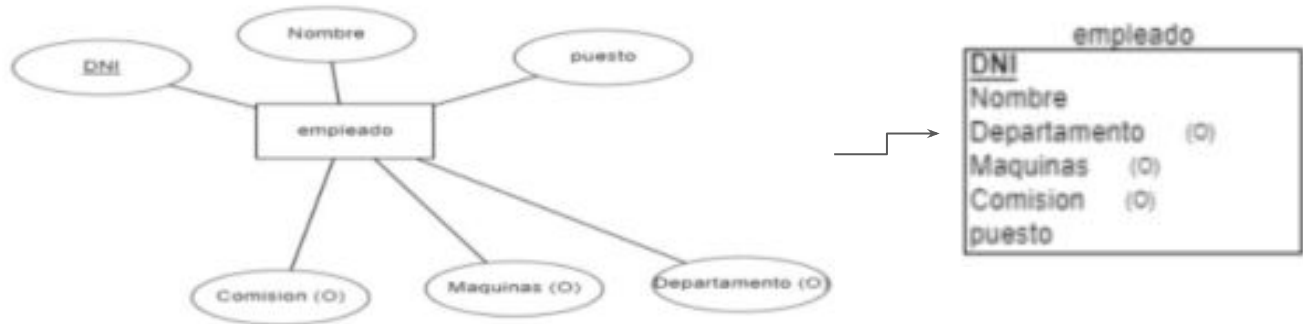 Nombre
DNI
puesto
empleado
Comision (O)
Maquinas (O)
Departamento (O)
empleado
DNI
Nombre
Departamento (O)
Maquinas (O)
Comision (O)
puesto